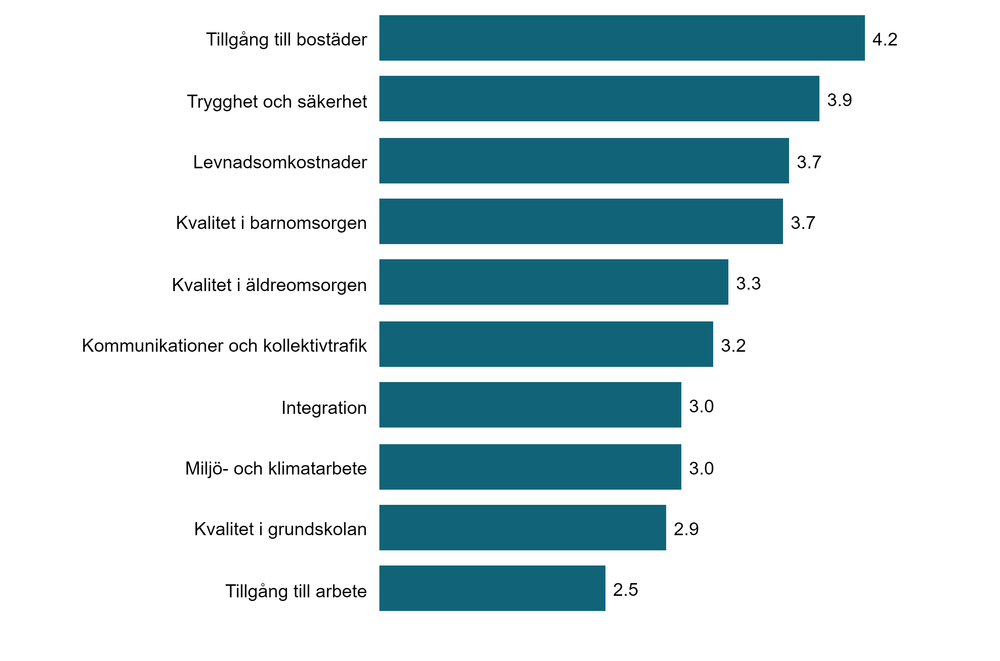 Tillgång till bostäder 4.2
Trygghet och säkerhet 3.9
Levnadsomkostnader 3.7
Kvalitet i barnomsorgen 3.7
Kvalitet i äldreomsorgen 3.3
Kommunikationer och kollektivtrafik 3.2
Integration 3.0
Miljö- och klimatarbete 3.0
Kvalitet i grundskolan 2.9
Tillgång till arbete 2.5